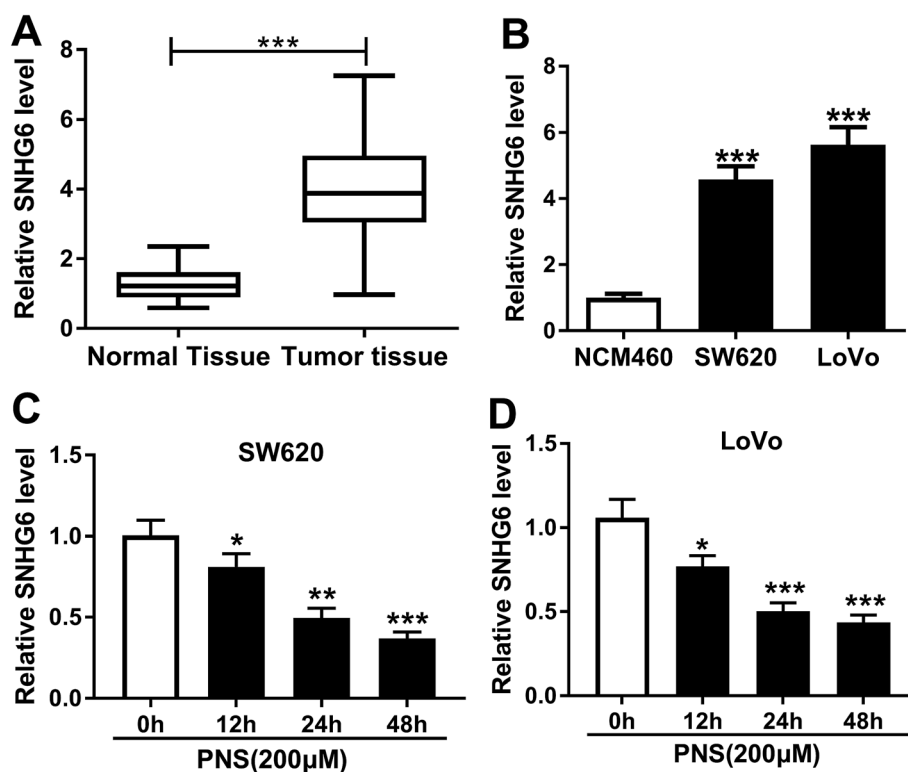 A
Relative SNHG6 level
8
6
4
2
0
***
Normal Tissue Tumor tissue
B
Relative SNHG6 level
8
6
4
2
0
***
***
NCM460 SW620 LoVo
C
SW620
Relative SNHG6 level
1.5
1.0
0.5
0.0
*
**
***
0h 12h 24h 48h
PNS(200μM)
D
LoVo
Relative SNHG6 level
1.5
1.0
0.5
0.0
*
***
***
0h 12h 24h 48h
PNS(200μM)